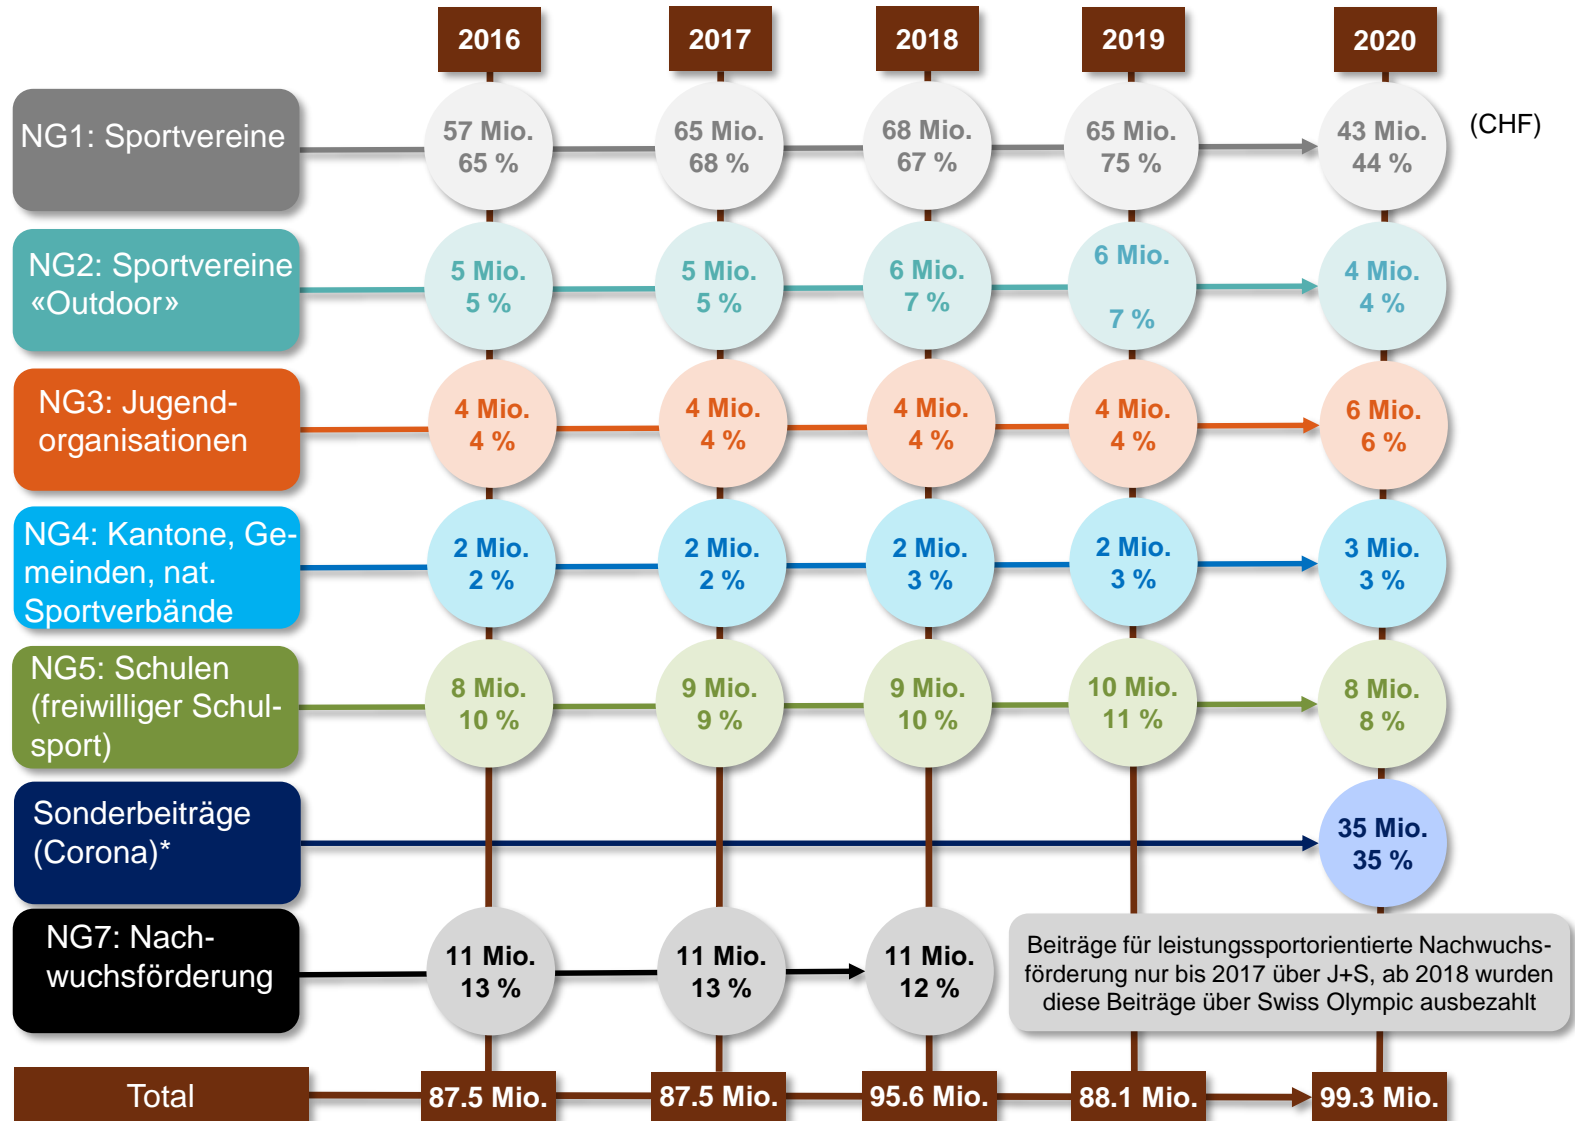 2016
2017
2018
2019
2020
(CHF)
NG1: Sportvereine
57 Mio.
65 %
65 Mio.
68 %
68 Mio.
67 %
65 Mio.
75 %
43 Mio.
44 %
NG2: Sportvereine
«Outdoor»
5 Mio.
5 %
5 Mio.
5 %
6 Mio.
7 %
6 Mio.
7 %
4 Mio.
4 %
NG3: Jugend-
organisationen
4 Mio.
4 %
4 Mio.
4 %
4 Mio.
4 %
4 Mio.
4 %
6 Mio.
6 %
NG4: Kantone, Ge-
meinden, nat.
Sportverbände
2 Mio.
2 %
2 Mio.
2 %
2 Mio.
3 %
2 Mio.
3 %
3 Mio.
3 %
NG5: Schulen
(freiwilliger Schul-
sport)
8 Mio.
10 %
9 Mio.
9 %
9 Mio.
10 %
10 Mio.
11 %
8 Mio.
8 %
Sonderbeiträge
(Corona)*
35 Mio.
35 %
NG7: Nach-
wuchsförderung
11 Mio.
13 %
11 Mio.
13 %
11 Mio.
12 %
Beiträge für leistungssportorientierte Nachwuchs-
förderung nur bis 2017 über J+S, ab 2018 wurden
diese Beiträge über Swiss Olympic ausbezahlt
Total
87.5 Mio.
87.5 Mio.
95.6 Mio.
88.1 Mio.
99.3 Mio.